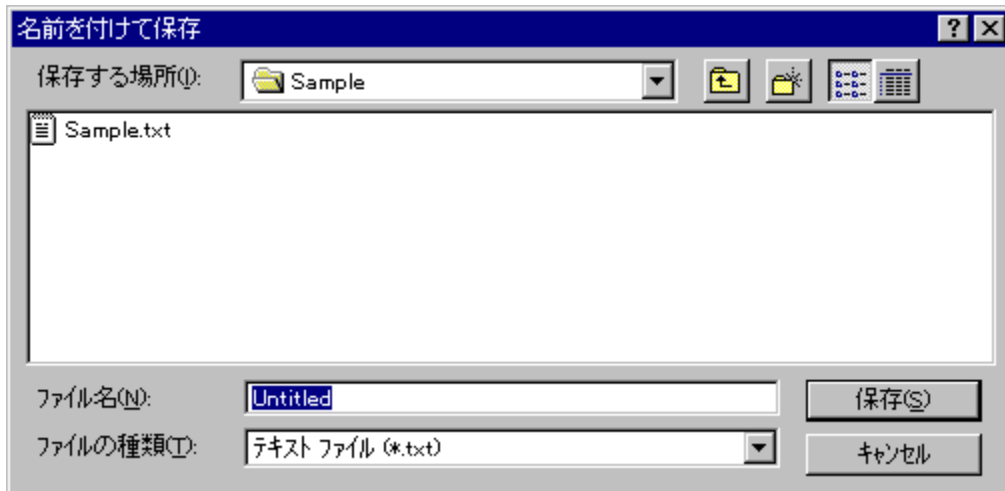 名前を付けて保存
保存する場所(I): Sample
Sample.txt
ファイル名(N): Untitled 保存(S)
ファイルの種類(T): テキスト ファイル (*.txt) キャンセル